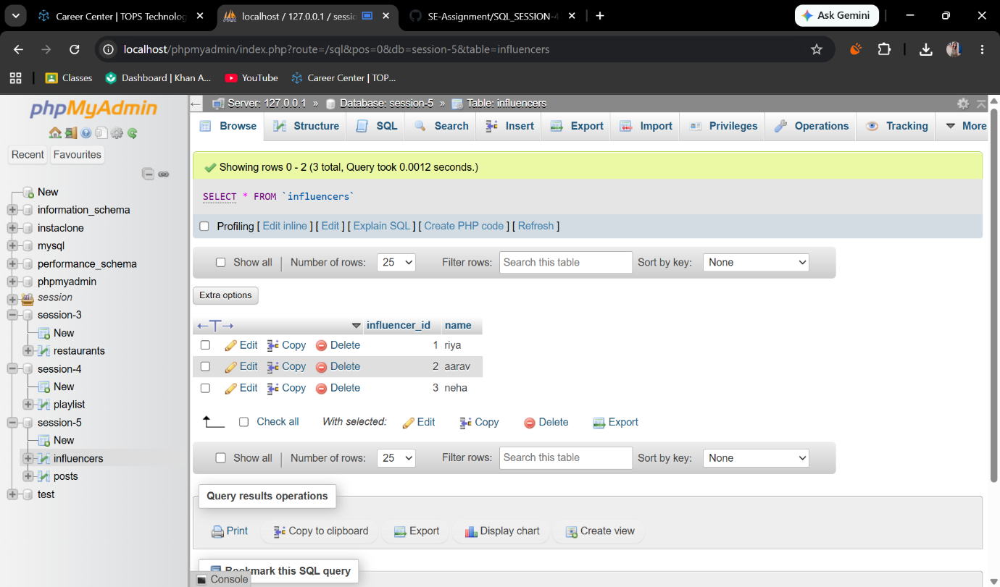 Career Center | TOPS Technolog
localhost / 127.0.0.1 / sessio
SE-Assignment/SQL_SESSION-4
Ask Gemini
localhost/phpmyadmin/index.php?route=/sql&pos=0&db=session-5&table=influencers
Classes
Dashboard | Khan A...
YouTube
Career Center | TOP...
phpMyAdmin
Recent
Favourites
New
information_schema
instaclone
mysql
performance_schema
phpmyadmin
session
session-3
New
restaurants
session-4
New
playlist
session-5
New
influencers
posts
test
Server: 127.0.0.1 » Database: session-5 » Table: influencers
Browse Structure SQL Search Insert Export Import Privileges Operations Tracking More
Showing rows 0 - 2 (3 total, Query took 0.0012 seconds.)
SELECT * FROM `influencers`
Profiling [ Edit inline ] [ Edit ] [ Explain SQL ] [ Create PHP code ] [ Refresh ]
Show all | Number of rows: 25 Filter rows: Search this table Sort by key: None
Extra options
influencer_id name
Edit Copy Delete 1 riya
Edit Copy Delete 2 aarav
Edit Copy Delete 3 neha
Check all With selected: Edit Copy Delete Export
Show all | Number of rows: 25 Filter rows: Search this table Sort by key: None
Query results operations
Print Copy to clipboard Export Display chart Create view
Bookmark this SQL query
Console